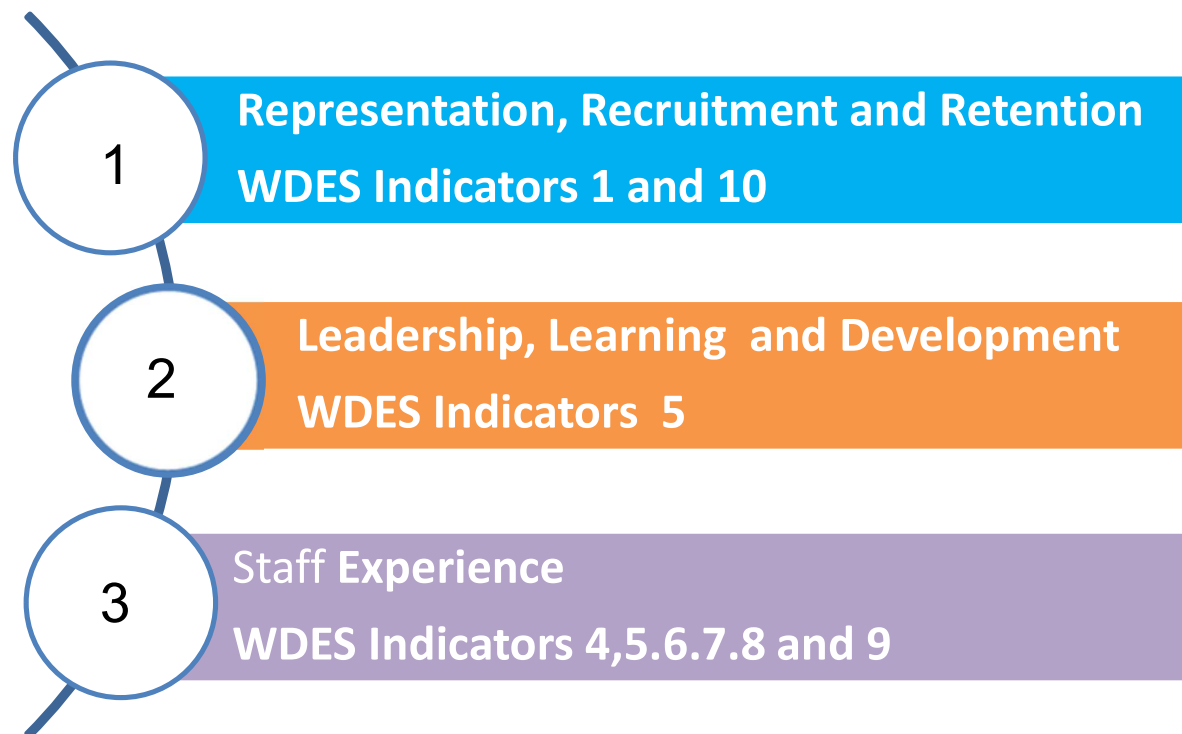 1
Representation, Recruitment and Retention
WDES Indicators 1 and 10
2
Leadership, Learning  and Development
WDES Indicators  5
3
Staff Experience
WDES Indicators 4,5.6.7.8 and 9